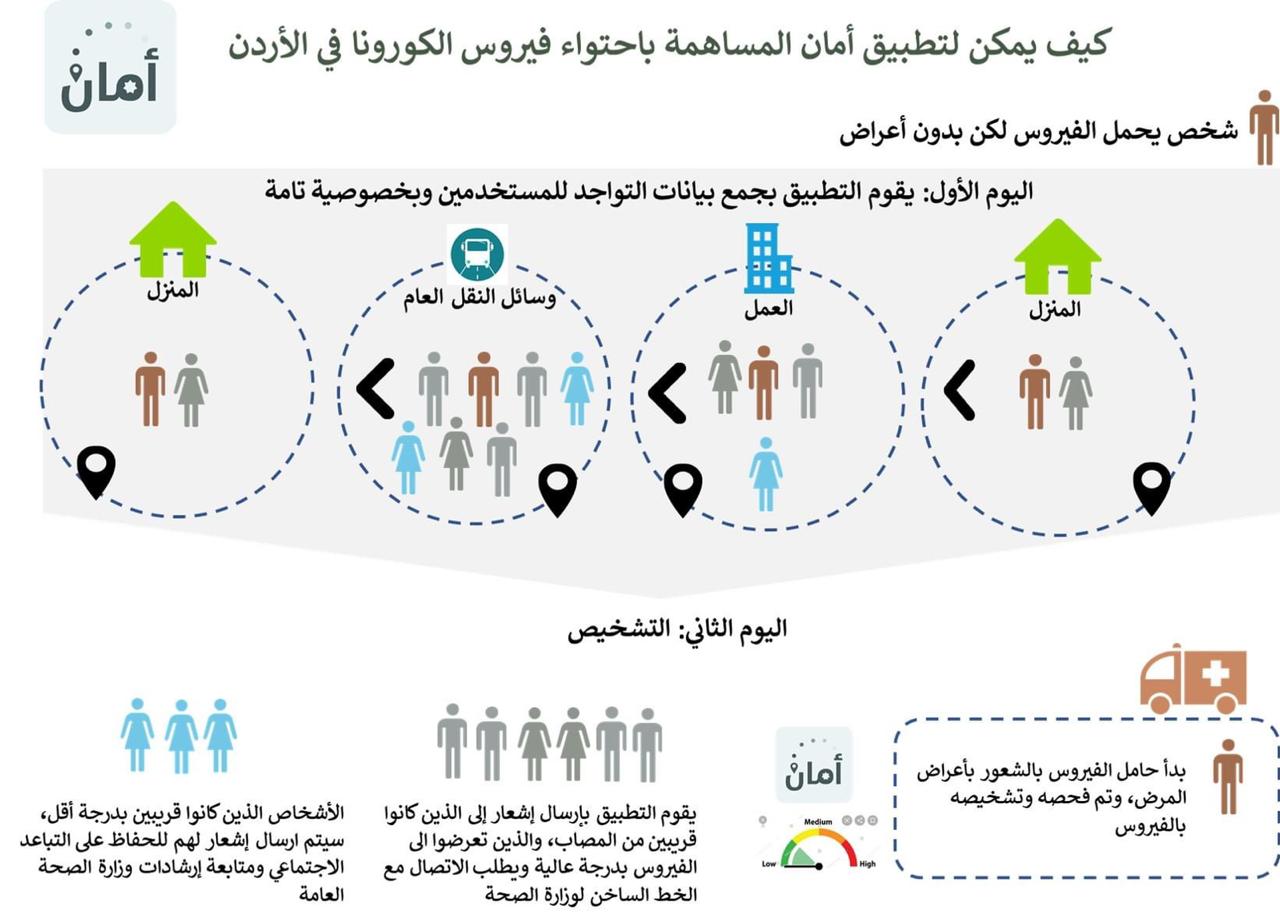 كيف يمكن لتطبيق أمان المساهمة باحتواء فيروس الكورونا في الأردن
أمان
شخص يحمل الفيروس لكن بدون أعراض
اليوم الأول: يقوم التطبيق بجمع بيانات التواجد للمستخدمين وبخصوصية تامة
المنزل
العمل
وسائل النقل العام
المنزل
اليوم الثاني: التشخيص
بدأ حامل الفيروس بالشعور بأعراض
المرض، وتم فحصه وتشخيصه
بالفيروس
أمان
Medium
Low
High
يقوم التطبيق بإرسال إشعار إلى الذين كانوا
قريبين من المصاب، والذين تعرضوا الى
الفيروس بدرجة عالية ويطلب الاتصال مع
الخط الساخن لوزارة الصحة
الأشخاص الذين كانوا قريبين بدرجة أقل،
سيتم ارسال إشعار لهم للحفاظ على التباعد
الاجتماعي ومتابعة إرشادات وزارة الصحة
العامة